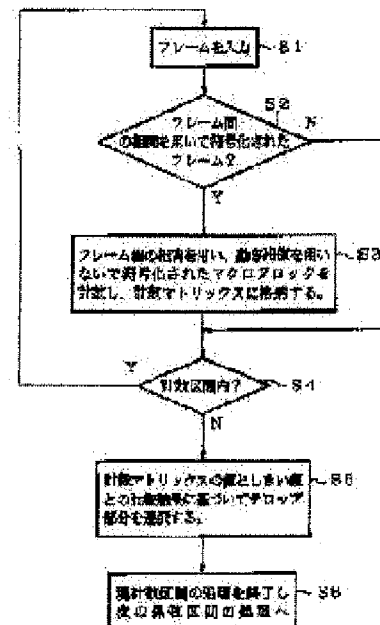 フレームを入力
S1
フレーム間
の相関を用いて符号化された
フレーム?
S2
N
Y
フレーム間の相関を用い、動き補償を用い
ないで符号化されたマクロブロックを
計数し、計数マトリックスに格納する。
S3
計数区間内?
S4
Y
N
計数マトリックスの値としきい値
との比較結果に基づいてテロップ
部分を選択する。
S5
現計数区間の処理を終了し
次の計数区間の処理へ
S6